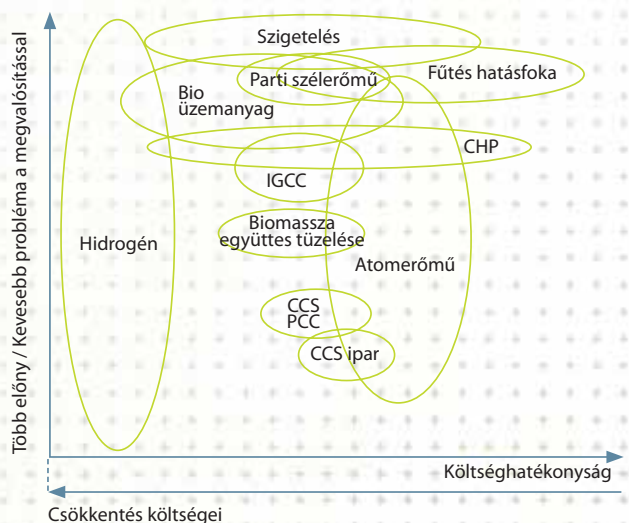 Több előny / Kevesebb probléma a megvalósítással
Szigetelés
Parti szélerőmű
Fűtés hatásfoka
Bio
üzemanyag
CHP
IGCC
Biomassza
együttes tüzelése
Hidrogén
Atomerőmű
CCS
PCC
CCS ipar
Költséghatékonyság
Csökkentés költségei